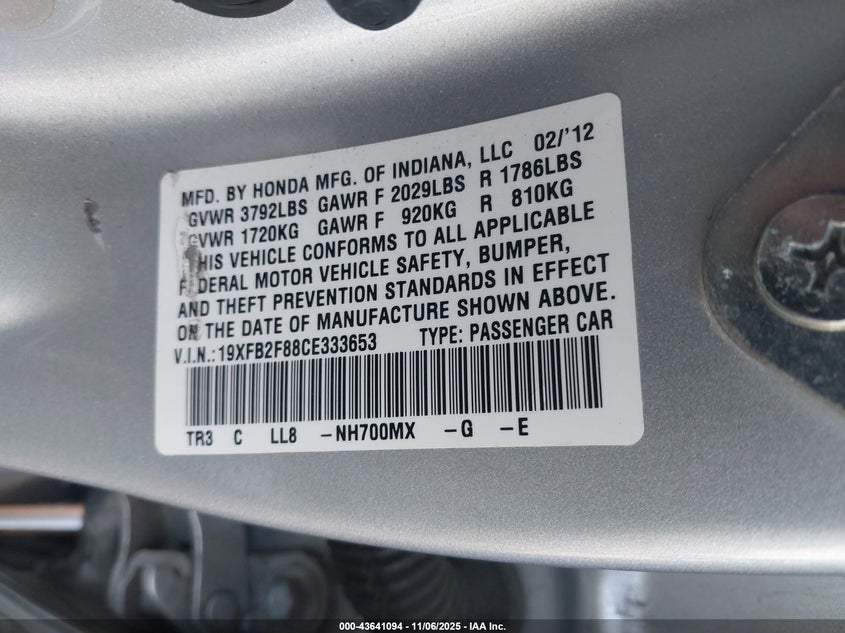 MFD. BY HONDA MFG. OF INDIANA, LLC 02/'12
GVWR 3792LBS GAWR F 2029LBS R 1786LBS
GVWR 1720KG GAWR F 920KG R 810KG
THIS VEHICLE CONFORMS TO ALL APPLICABLE
FEDERAL MOTOR VEHICLE SAFETY, BUMPER,
AND THEFT PREVENTION STANDARDS IN EFFECT
ON THE DATE OF MANUFACTURE SHOWN ABOVE.
V.I.N.:19XFB2F88CE333653 TYPE: PASSENGER CAR
TR3 C LL8 -NH700MX -G -E
000-43641094 - 11/06/2025 - IAA Inc.